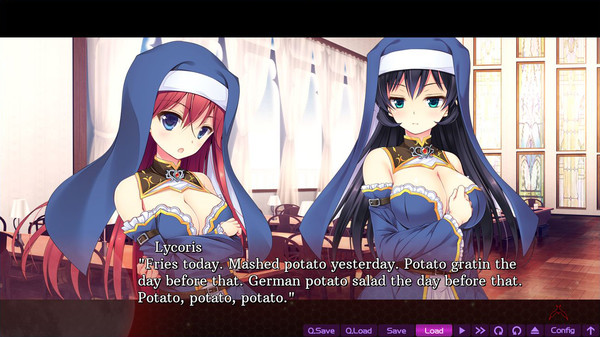 Lycoris
"Fries today. Mashed potato yesterday. Potato gratin the
day before that. German potato salad the day before that.
Potato, potato, potato."
Q.Save Q.Load Save Load Config